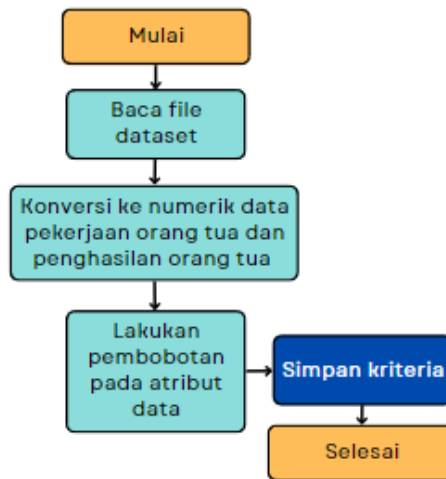 Mulai
Baca file
dataset
Konversi ke numerik data
pekerjaan orang tua dan
penghasilan orang tua
Lakukan
pembobotan
pada atribut
data
Simpan kriteria
Selesai